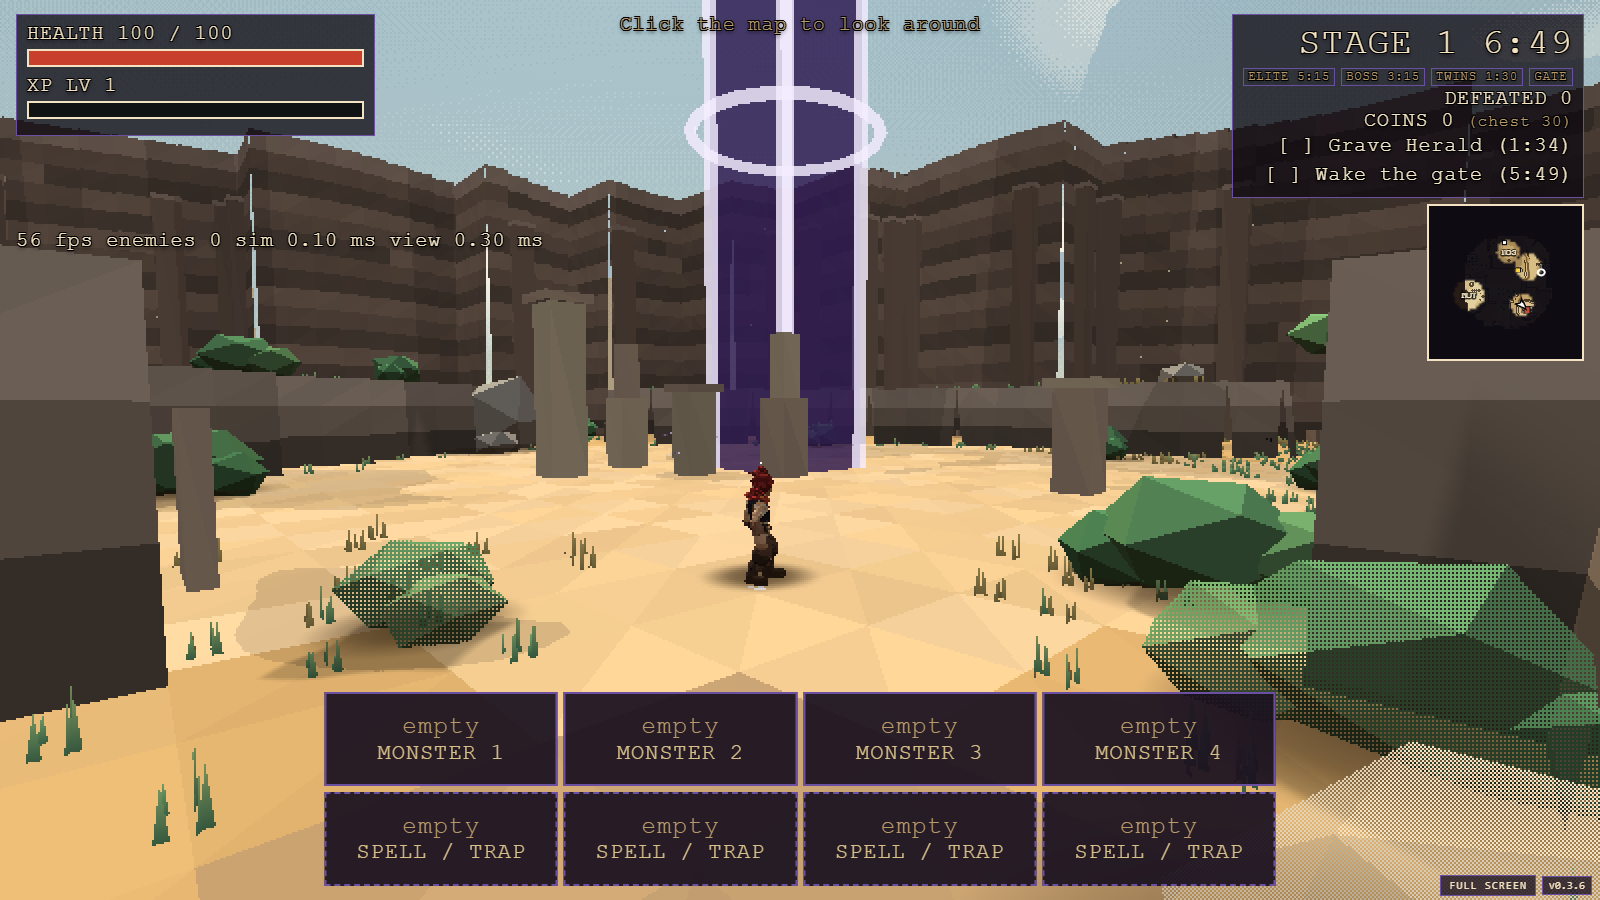 Click the map to look around
HEALTH 100 / 100
XP LV 1
STAGE 1 6:49
ELITE 5:15 BOSS 3:15 TWINS 1:30 GATE
DEFEATED 0
COINS 0 (chest 30)
[ ] Grave Herald (1:34)
[ ] Wake the gate (5:49)
56 fps enemies 0 sim 0.10 ms view 0.30 ms
empty empty empty empty
MONSTER 1 MONSTER 2 MONSTER 3 MONSTER 4
empty empty empty empty
SPELL / TRAP SPELL / TRAP SPELL / TRAP SPELL / TRAP
FULL SCREEN v0.3.6